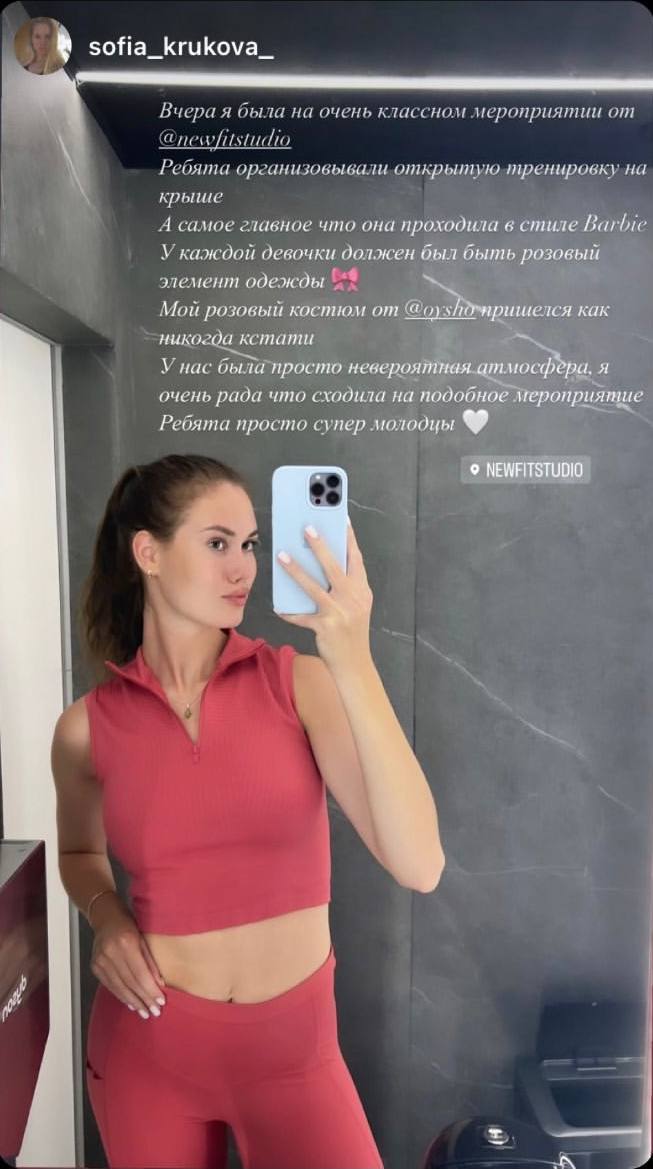 sofia_krukova_
Вчера я была на очень классном мероприятии от
@newfitstudio
Ребята организовывали открытую тренировку на
крыше
А самое главное что она проходила в стиле Barbie
У каждой девочки должен был быть розовый
элемент одежды 🎀
Мой розовый костюм от @oysho пришелся как
никогда кстати
У нас была просто невероятная атмосфера, я
очень рада что сходила на подобное мероприятие
Ребята просто супер молодцы 🤍
NEWFITSTUDIO